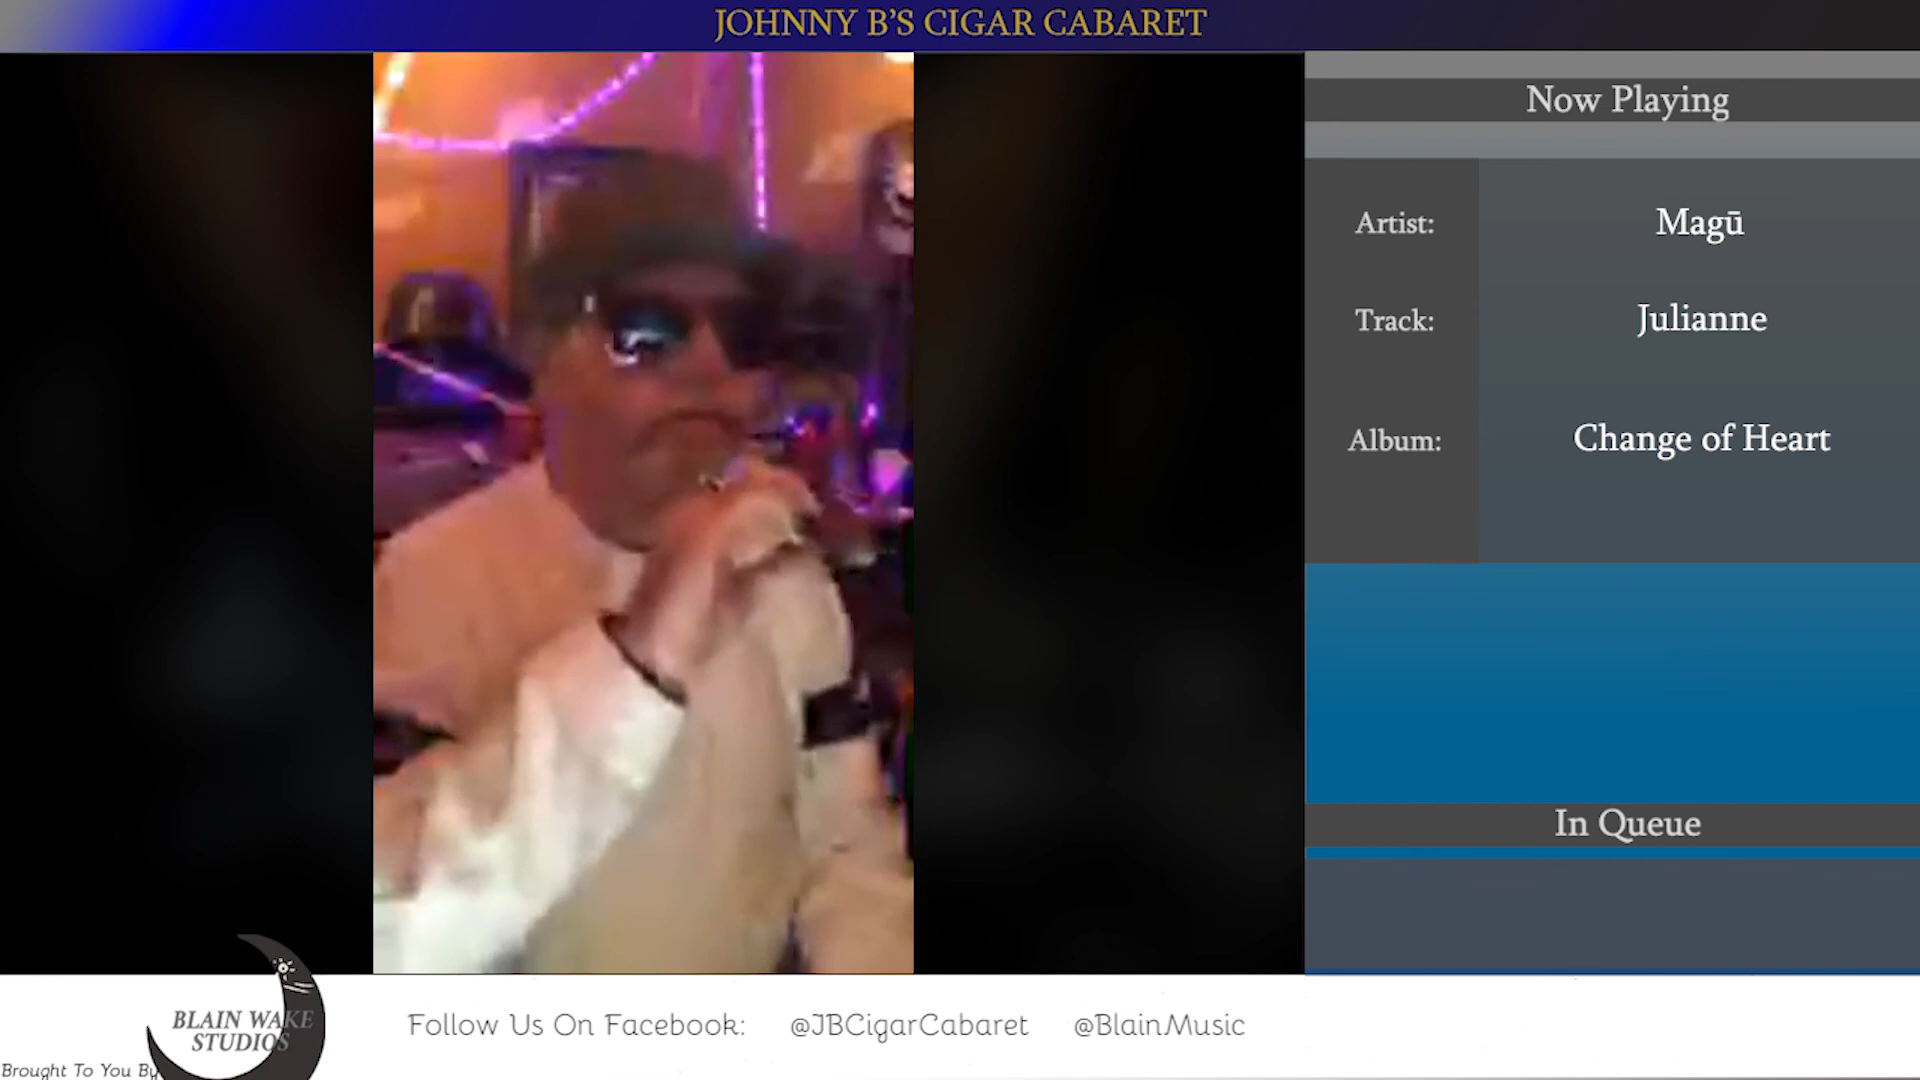 JOHNNY B'S CIGAR CABARET
Now Playing
Artist: Magū
Track: Julianne
Album: Change of Heart
In Queue
BLAIN WAKE
STUDIOS
Follow Us On Facebook: @JBCigarCabaret @BlainMusic
Brought To You By